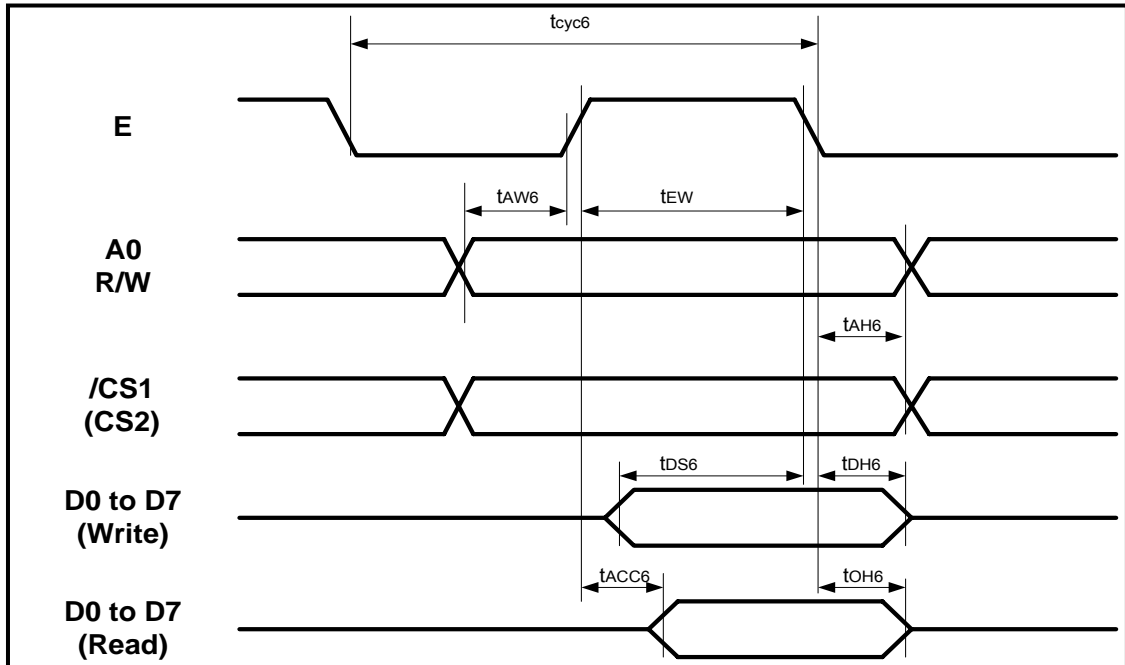 tcyc6
E
tAW6
tEW
A0
R/W
tAH6
/CS1
(CS2)
tDS6
tDH6
D0 to D7
(Write)
tACC6
tOH6
D0 to D7
(Read)